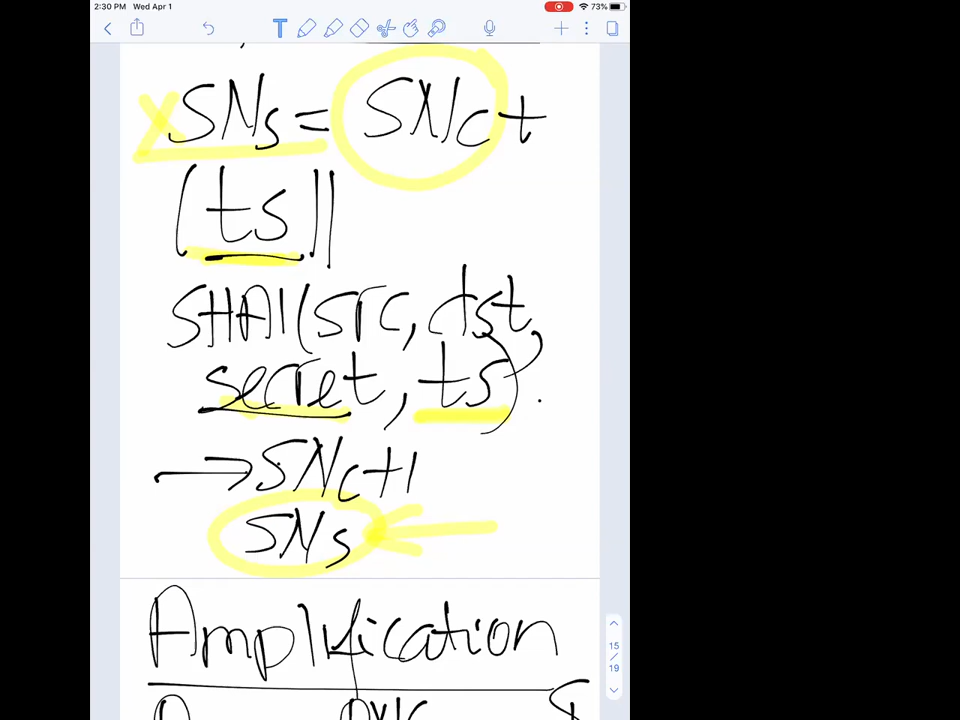 2:30 PM Wed Apr 1
73%
T
SNs = SNc +
(ts ||
SHA1(src, dst,
secret, ts).
→ SNc+1
SNs
15
/
19
Amplification